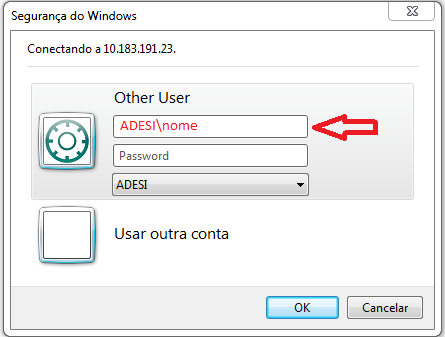 Segurança do Windows
Conectando a 10.183.191.23.
Other User
ADESI\nome
Password
ADESI
Usar outra conta
OK
Cancelar